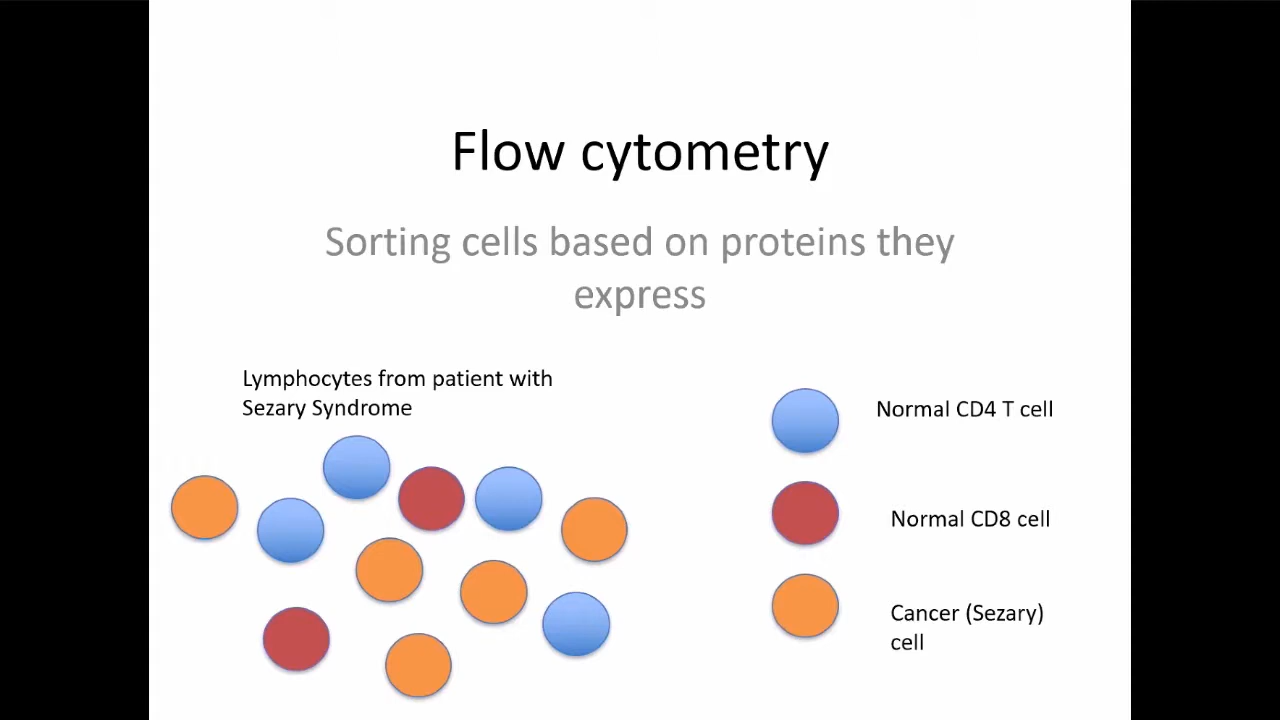 Flow cytometry
Sorting cells based on proteins they
express
Lymphocytes from patient with
Sezary Syndrome
Normal CD4 T cell
Normal CD8 cell
Cancer (Sezary)
cell